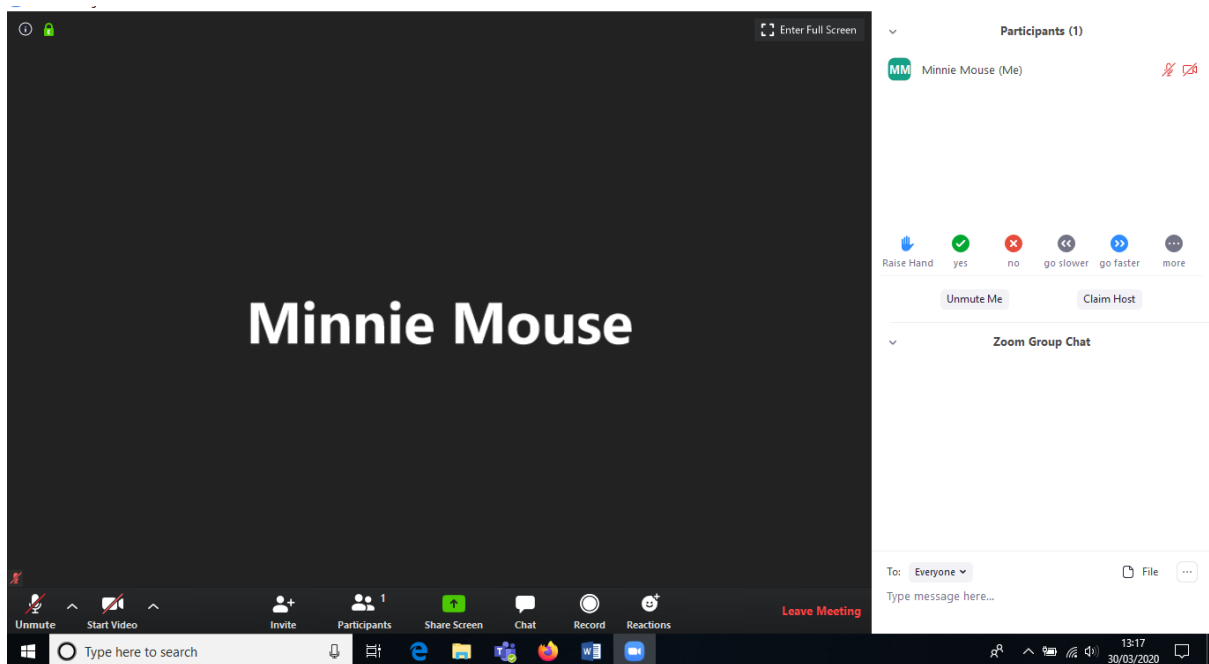 Enter Full Screen
Participants (1)
MM Minnie Mouse (Me)
Raise Hand yes no go slower go faster more
Unmute Me Claim Host
Minnie Mouse
Zoom Group Chat
To: Everyone File ...
Type message here...
Unmute Start Video Invite Participants 1 Share Screen Chat Record Reactions Leave Meeting
Type here to search
13:17
30/03/2020